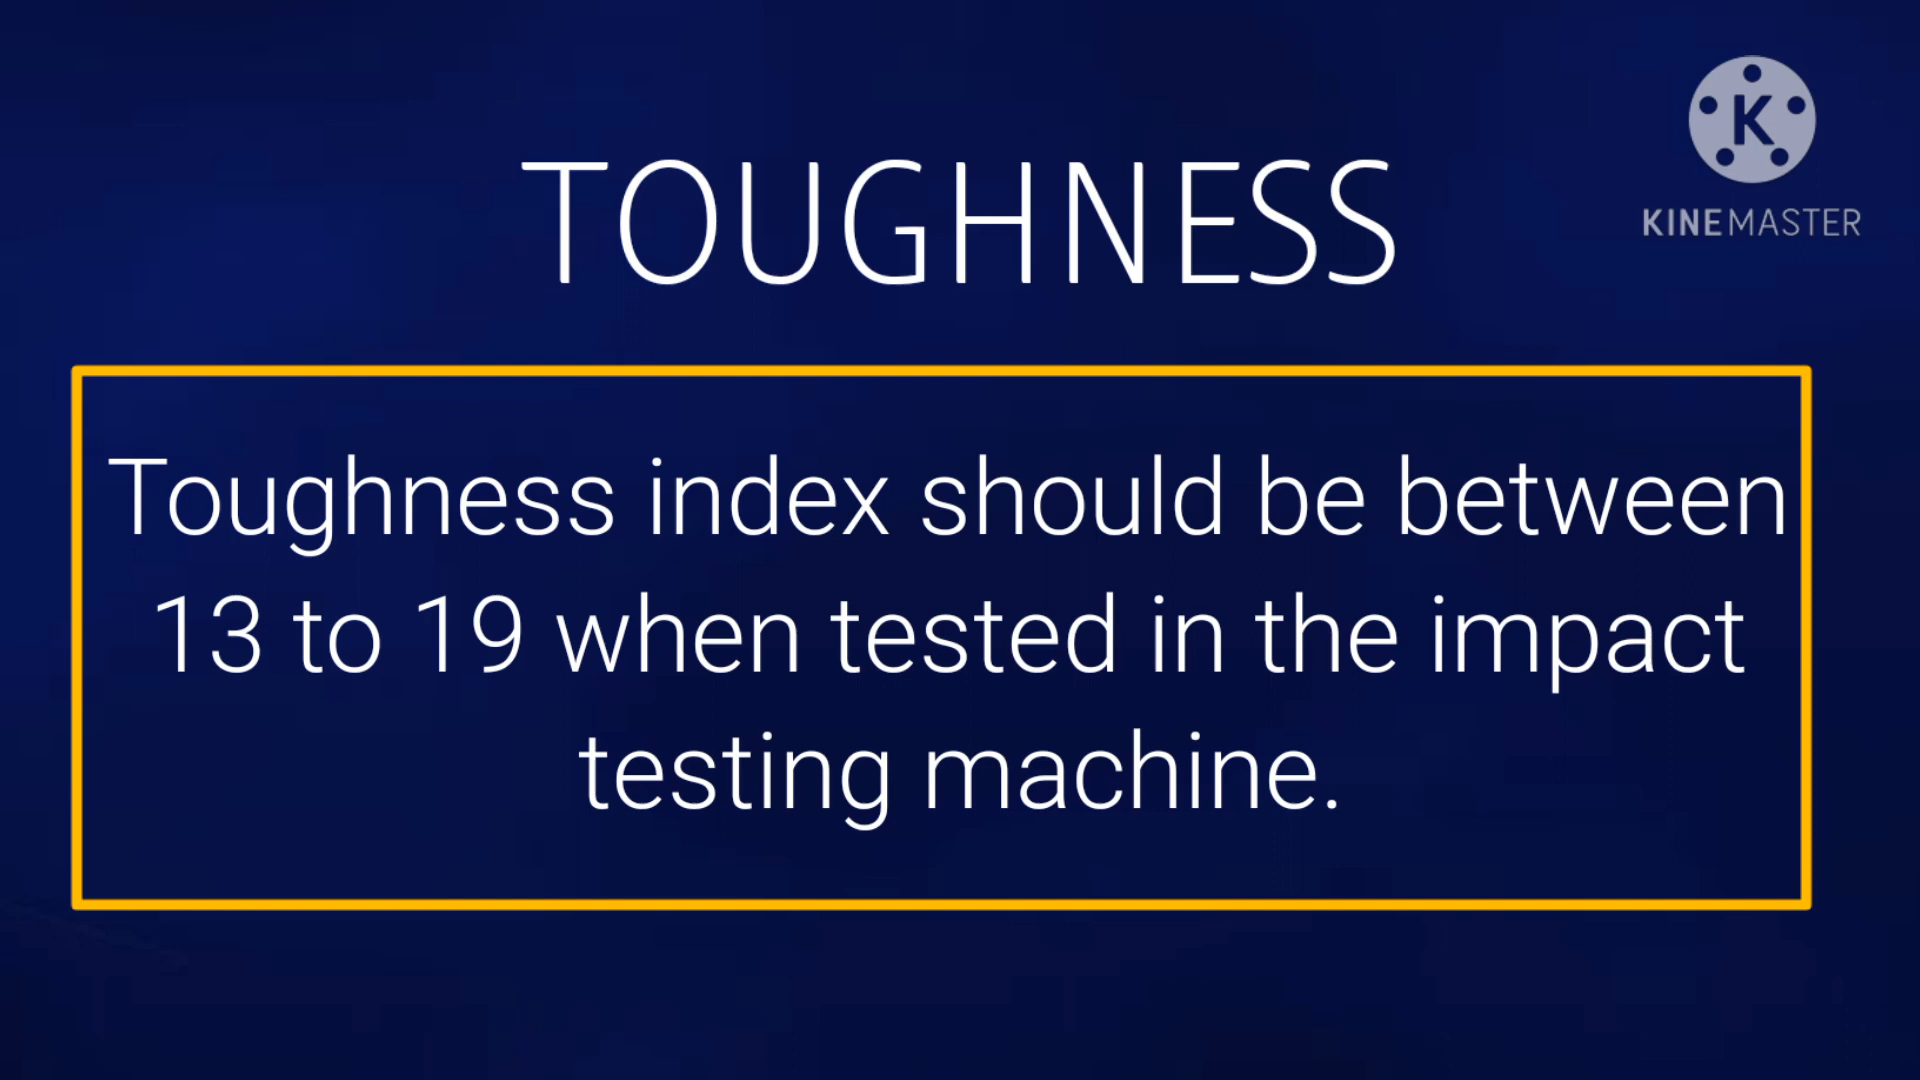 K
KINEMASTER
TOUGHNESS
Toughness index should be between
13 to 19 when tested in the impact
testing machine.